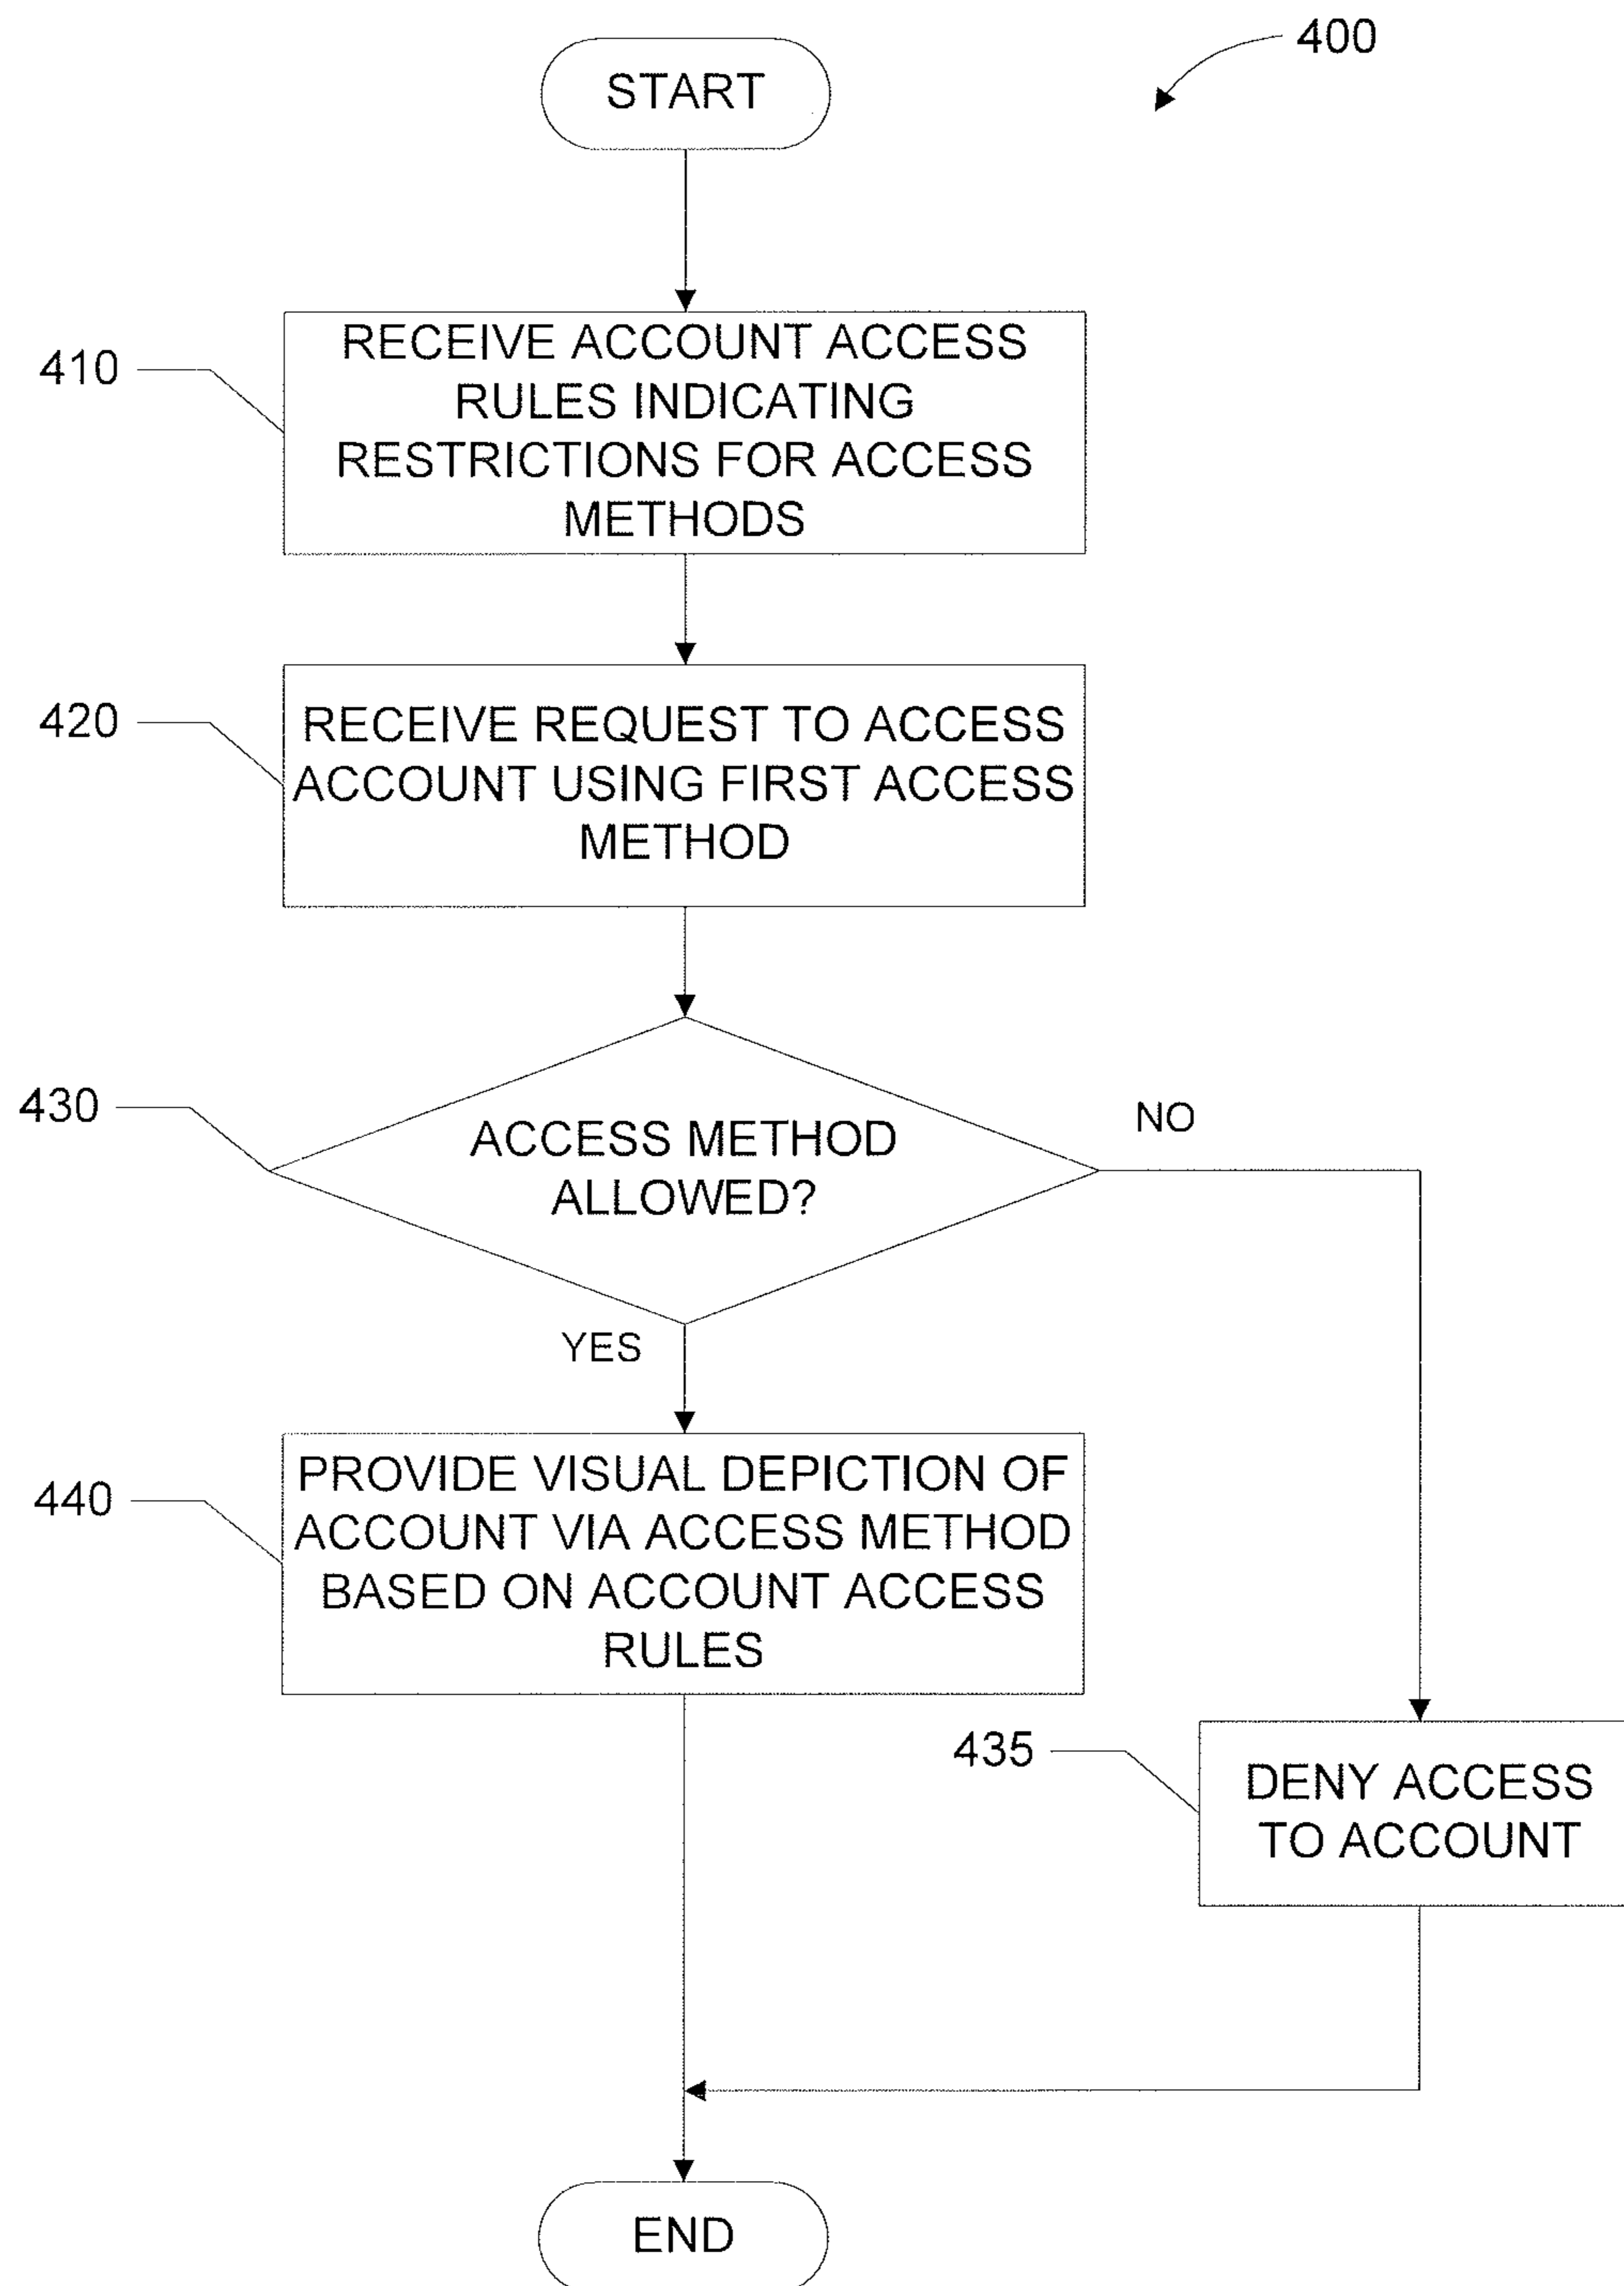 400
START
410
RECEIVE ACCOUNT ACCESS
RULES INDICATING
RESTRICTIONS FOR ACCESS
METHODS
420
RECEIVE REQUEST TO ACCESS
ACCOUNT USING FIRST ACCESS
METHOD
430
ACCESS METHOD
ALLOWED?
NO
YES
440
PROVIDE VISUAL DEPICTION OF
ACCOUNT VIA ACCESS METHOD
BASED ON ACCOUNT ACCESS
RULES
435
DENY ACCESS
TO ACCOUNT
END